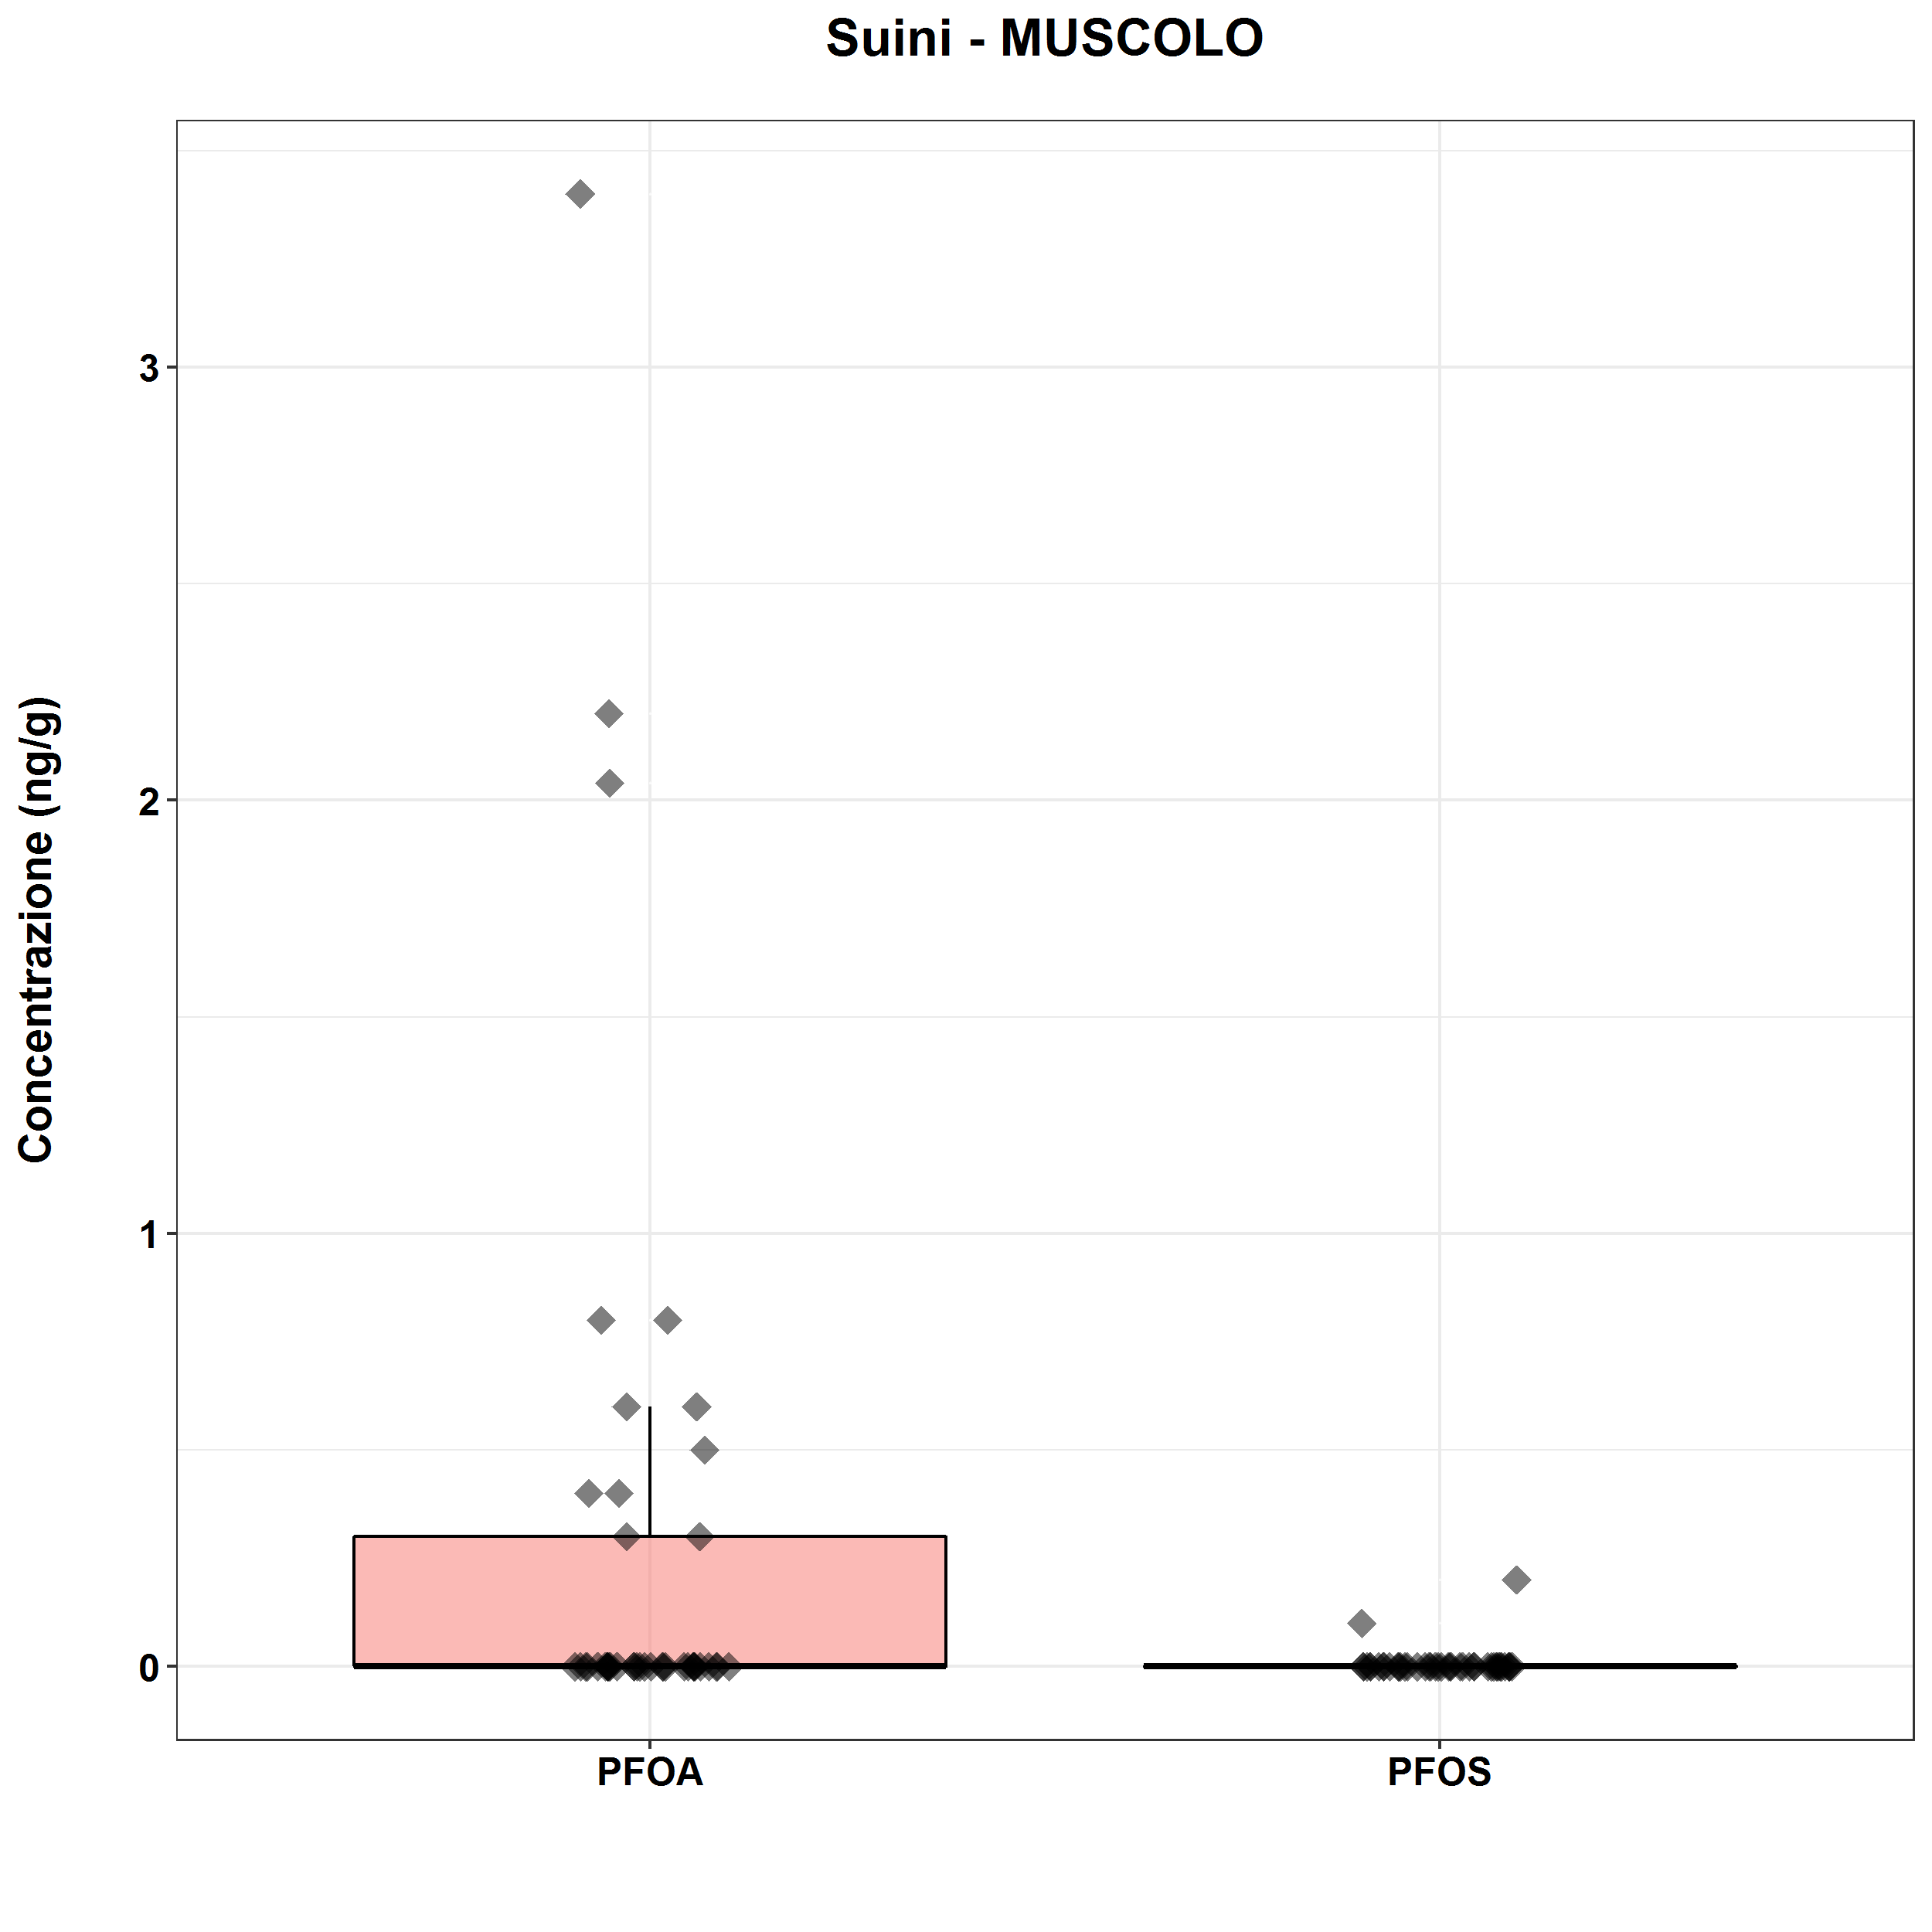 Suini - MUSCOLO
Concentrazione (ng/g)
3
2
1
0
PFOA
PFOS